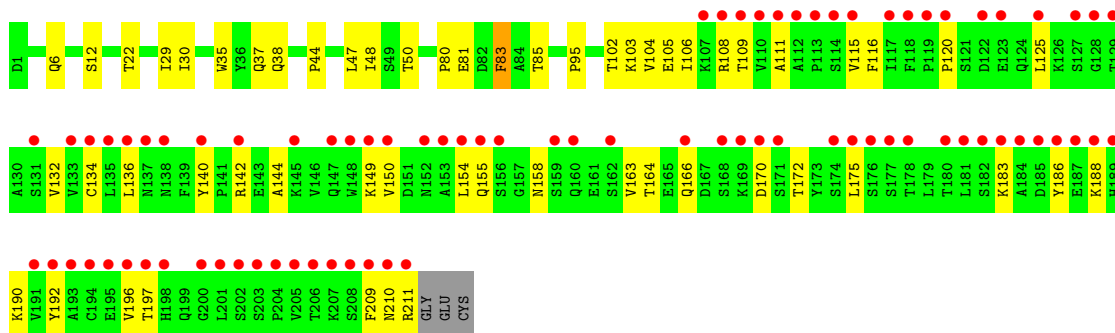 D1
Q6
S12
T22
I29
I30
W35
Y36
Q37
Q38
P44
L47
I48
S49
T50
P80
E81
D82
F83
A84
T85
P95
T102
K103
V104
E105
I106
K107
R108
T109
V110
A111
A112
P113
S114
V115
F116
I117
F118
P119
P120
S121
D122
E123
Q124
L125
K126
S127
G128
T129
A130
S131
V132
V133
C134
L135
L136
N137
N138
F139
Y140
P141
R142
E143
A144
K145
V146
Q147
W148
K149
V150
D151
N152
A153
L154
Q155
S156
G157
N158
S159
Q160
E161
S162
V163
T164
E165
Q166
D167
S168
K169
D170
S171
T172
Y173
S174
L175
S176
S177
T178
L179
T180
L181
S182
K183
A184
D185
Y186
E187
K188
H189
K190
V191
Y192
A193
C194
E195
V196
T197
H198
Q199
G200
L201
S202
S203
P204
V205
T206
K207
S208
F209
N210
R211
GLY
GLU
CYS